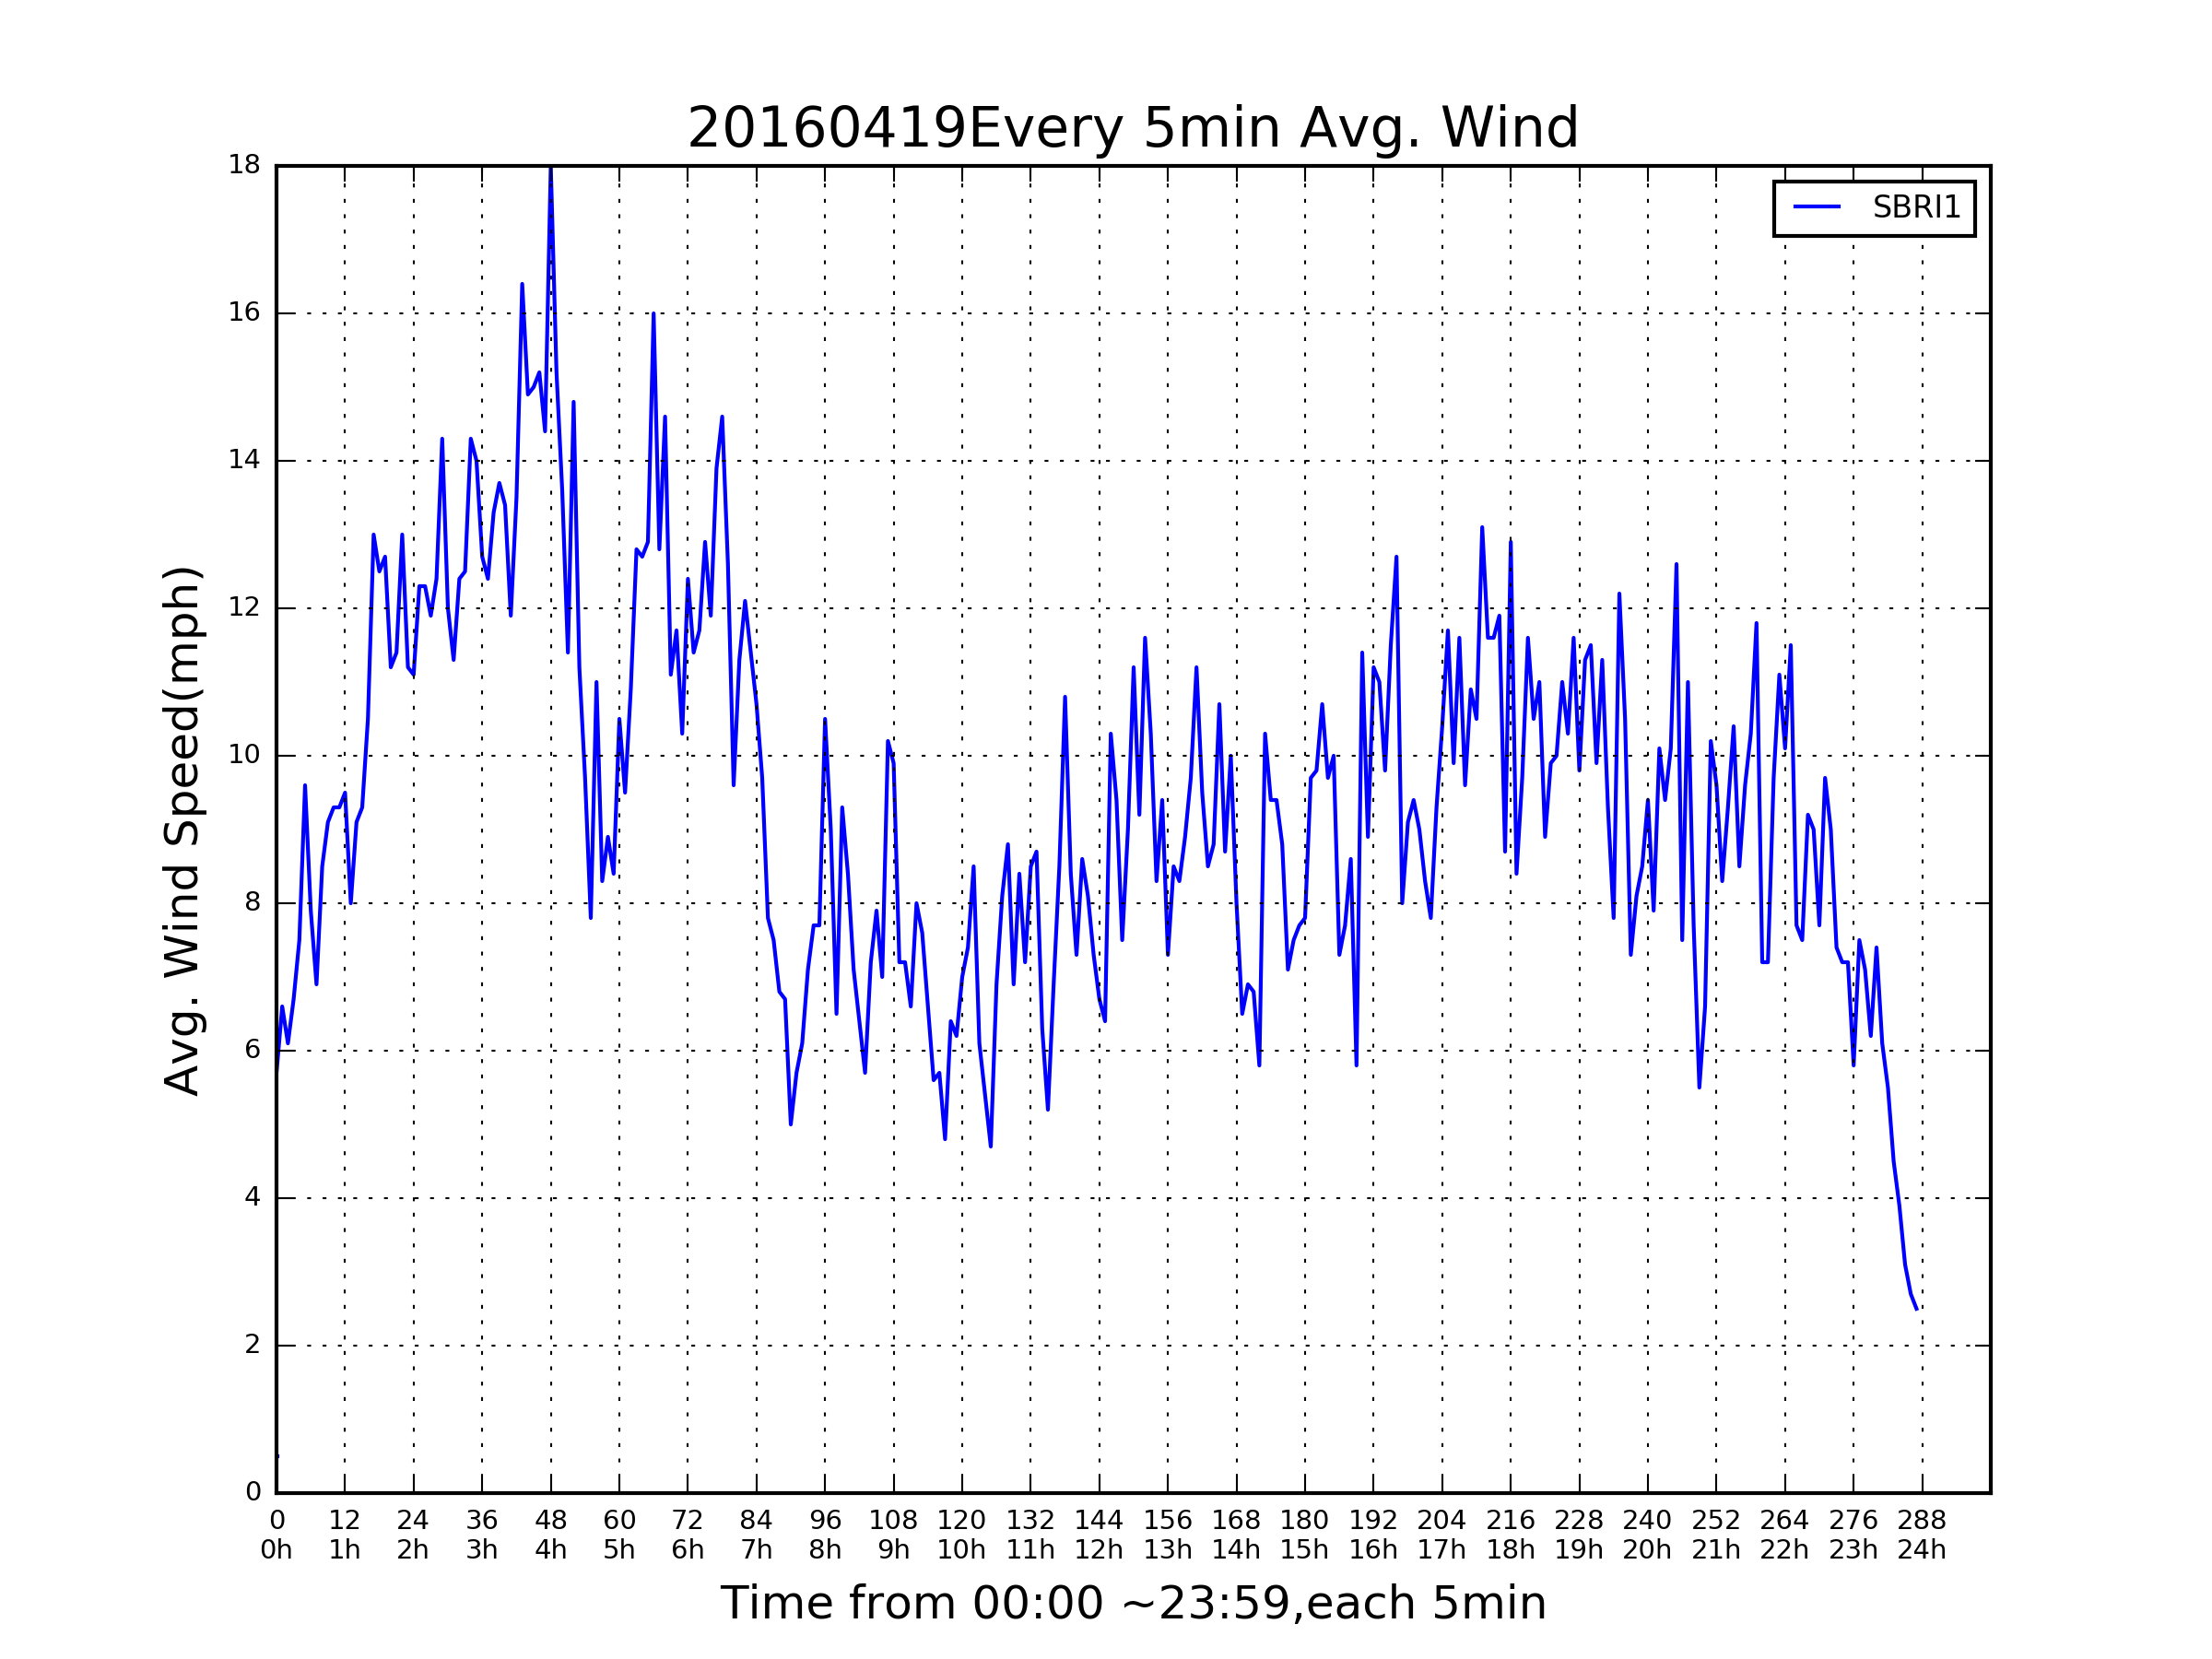 20160419Every 5min Avg. Wind
SBRI1
Avg. Wind Speed(mph)
18
16
14
12
10
8
6
4
2
0
0 12 24 36 48 60 72 84 96 108 120 132 144 156 168 180 192 204 216 228 240 252 264 276 288
0h 1h 2h 3h 4h 5h 6h 7h 8h 9h 10h 11h 12h 13h 14h 15h 16h 17h 18h 19h 20h 21h 22h 23h 24h
Time from 00:00 ~23:59,each 5min